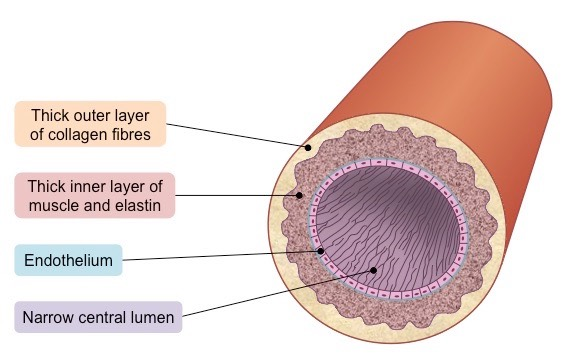 Thick outer layer
of collagen fibres
Thick inner layer of
muscle and elastin
Endothelium
Narrow central lumen